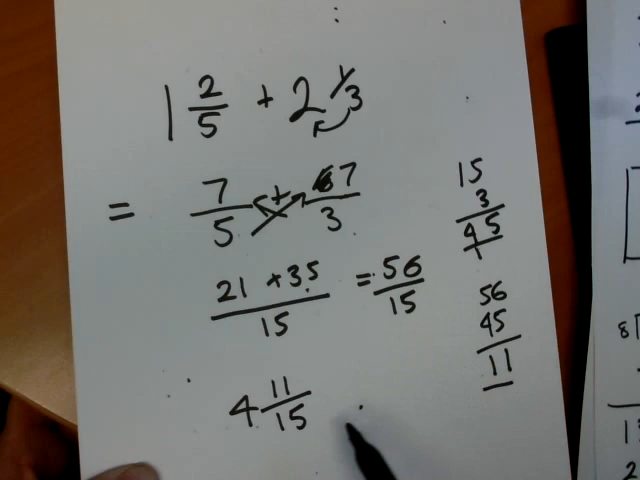 1 2/5 + 2 1/3
= 7/5 + 7/3
15
3
45
21 + 35 / 15 = 56/15
56
45
11
4 11/15